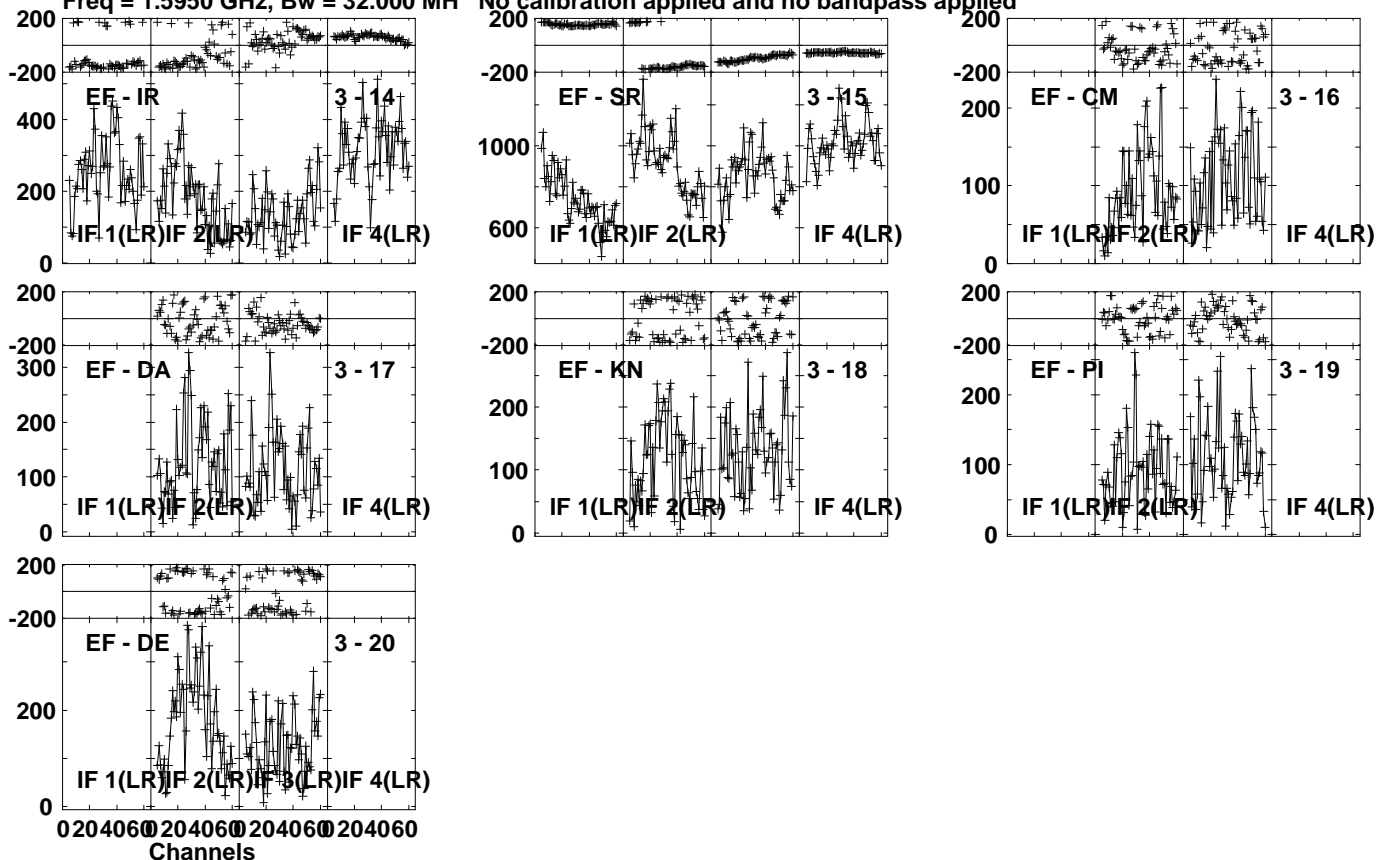 Freq = 1.5950 GHz, Bw = 32.000 MH No calibration applied and no bandpass applied
200
-200
EF - IR
3 - 14
400
200
0
IF 1(LR)
IF 2(LR)
IF 4(LR)
200
-200
EF - SR
3 - 15
1000
600
IF 1(LR)
IF 2(LR)
IF 4(LR)
200
-200
EF - CM
3 - 16
200
100
0
IF 1(LR)
IF 2(LR)
IF 4(LR)
200
-200
EF - DA
3 - 17
300
200
100
0
IF 1(LR)
IF 2(LR)
IF 4(LR)
200
-200
EF - KN
3 - 18
200
100
0
IF 1(LR)
IF 2(LR)
IF 4(LR)
200
-200
EF - PI
3 - 19
200
100
0
IF 1(LR)
IF 2(LR)
IF 4(LR)
200
-200
EF - DE
3 - 20
200
0
IF 1(LR)
IF 2(LR)
IF 3(LR)
IF 4(LR)
0 20 40 60 0 20 40 60 0 20 40 60 0 20 40 60
Channels